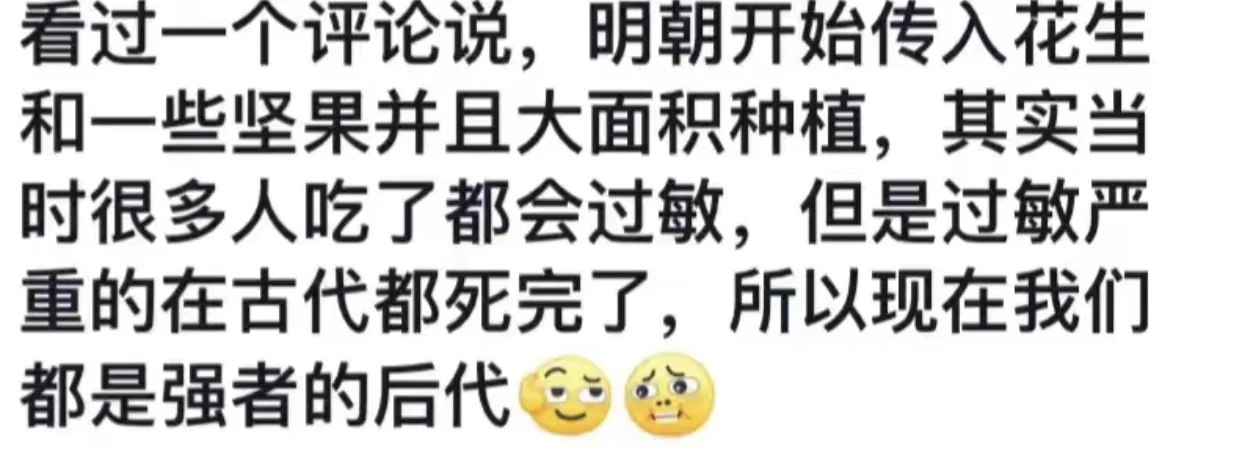 看过一个评论说，明朝开始传入花生
和一些坚果并且大面积种植，其实当
时很多人吃了都会过敏，但是过敏严
重的在古代都死完了，所以现在我们
都是强者的后代